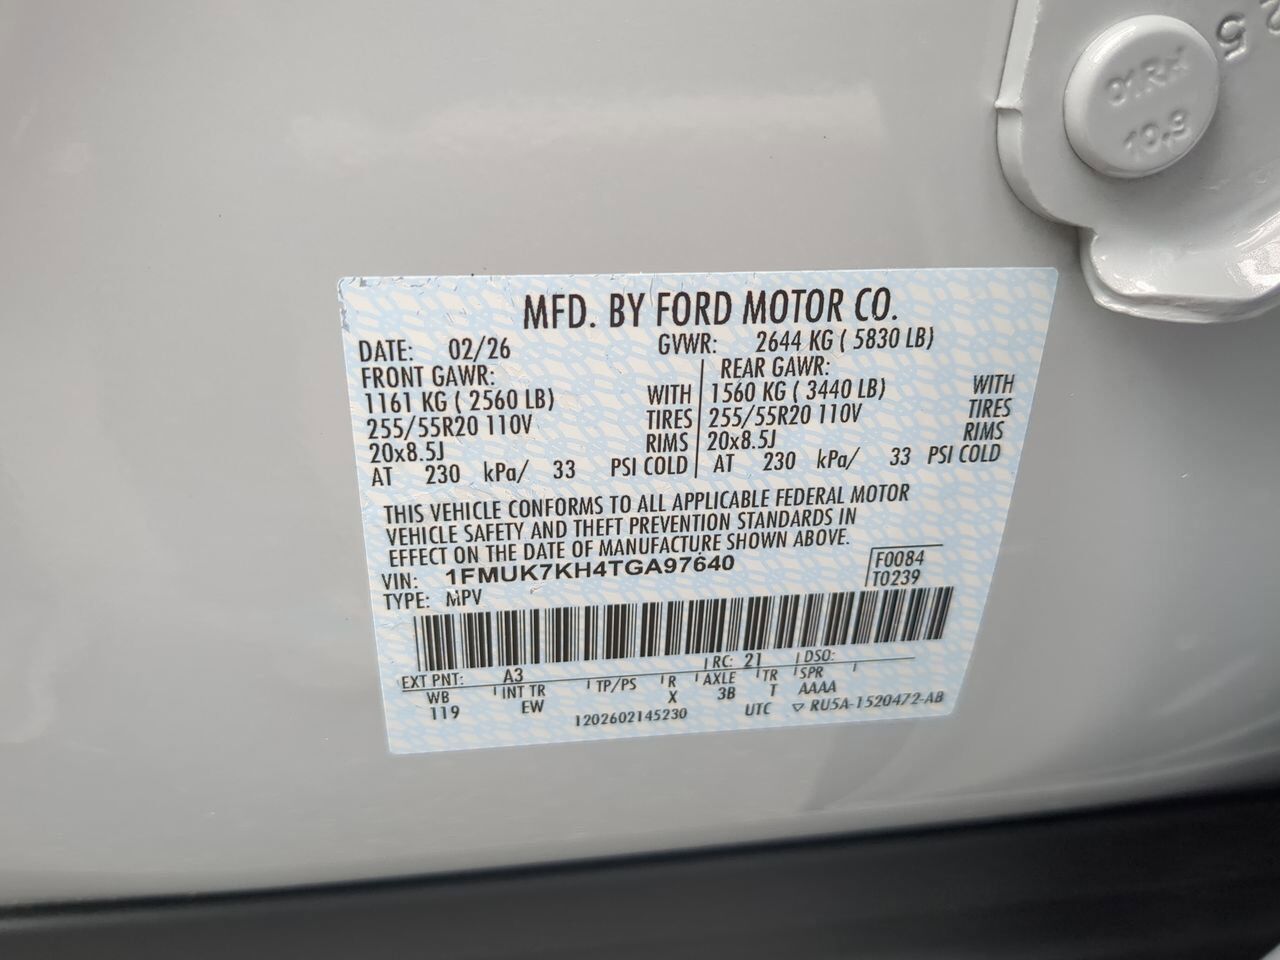 5
01RK
10.9
MFD. BY FORD MOTOR CO.
DATE: 02/26 GVWR: 2644 KG ( 5830 LB)
FRONT GAWR: REAR GAWR:
1161 KG ( 2560 LB) WITH 1560 KG ( 3440 LB) WITH
255/55R20 110V TIRES 255/55R20 110V TIRES
20x8.5J RIMS 20x8.5J RIMS
AT 230 kPa/ 33 PSI COLD AT 230 kPa/ 33 PSI COLD
THIS VEHICLE CONFORMS TO ALL APPLICABLE FEDERAL MOTOR
VEHICLE SAFETY AND THEFT PREVENTION STANDARDS IN
EFFECT ON THE DATE OF MANUFACTURE SHOWN ABOVE.
VIN: 1FMUK7KH4TGA97640 F0084
TYPE: MPV T0239
EXT PNT: A3 RC: 21 DSO:
WB INT TR TP/PS R AXLE TR SPR
119 EW X 3B T AAAA
1202602145230 UTC ▽ RU5A-1520472-AB